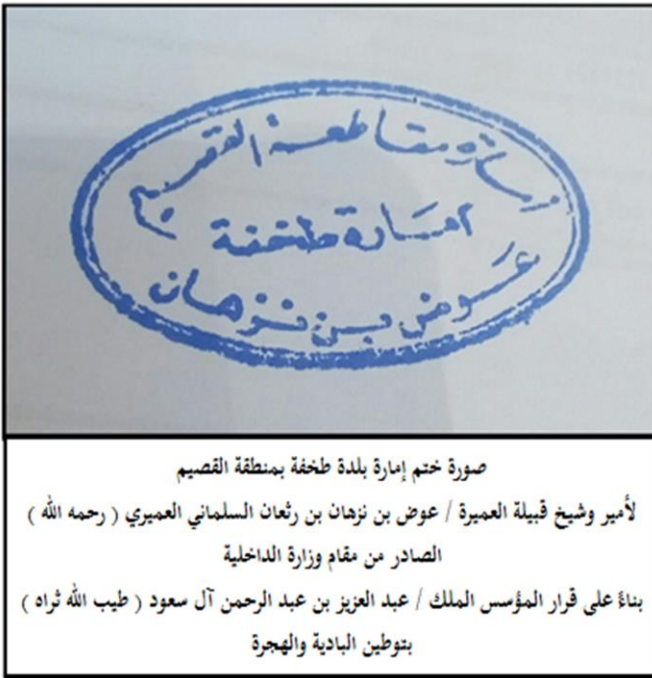 إمارة مقاطعة القصيم
امارة طخفة
عوض بن نزهان
صورة ختم إمارة بلدة طخفة بمنطقة القصيم
لأمير وشيخ قبيلة العميرة / عوض بن نزهان بن رثعان السلماني العميري ( رحمه الله )
الصادر من مقام وزارة الداخلية
بناءً على قرار المؤسس الملك / عبد العزيز بن عبد الرحمن آل سعود ( طيب الله ثراه )
بتوطين البادية والهجرة